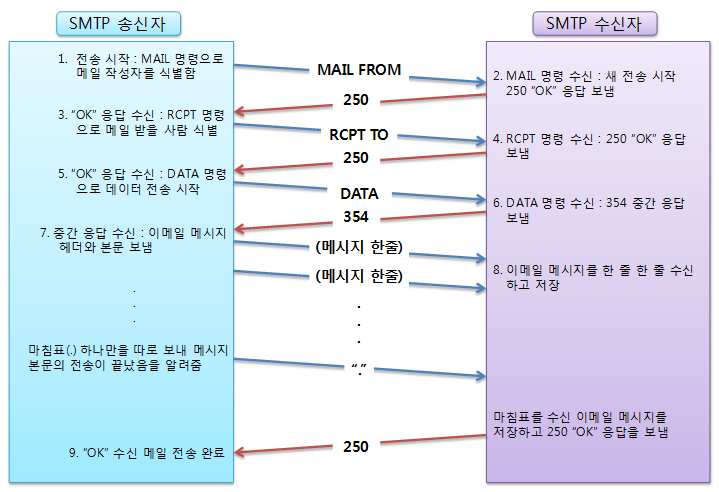 SMTP 송신자
SMTP 수신자
1. 전송 시작 : MAIL 명령으로
메일 작성자를 식별함
MAIL FROM
2. MAIL 명령 수신 : 새 전송 시작
250 “OK” 응답 보냄
250
3. “OK” 응답 수신 : RCPT 명령
으로 메일 받을 사람 식별
RCPT TO
4. RCPT 명령 수신 : 250 “OK” 응답
보냄
250
5. “OK” 응답 수신 : DATA 명령
으로 데이터 전송 시작
DATA
6. DATA 명령 수신 : 354 중간 응답
보냄
354
7. 중간 응답 수신 : 이메일 메시지
헤더와 본문 보냄
(메시지 한줄)
(메시지 한줄)
8. 이메일 메시지를 한 줄 한 줄 수신
하고 저장
.
.
.
.
.
.
마침표(.) 하나만을 따로 보내 메시지
본문의 전송이 끝났음을 알려줌
“.”
마침표를 수신 이메일 메시지를
저장하고 250 “OK” 응답을 보냄
250
9. “OK” 수신 메일 전송 완료